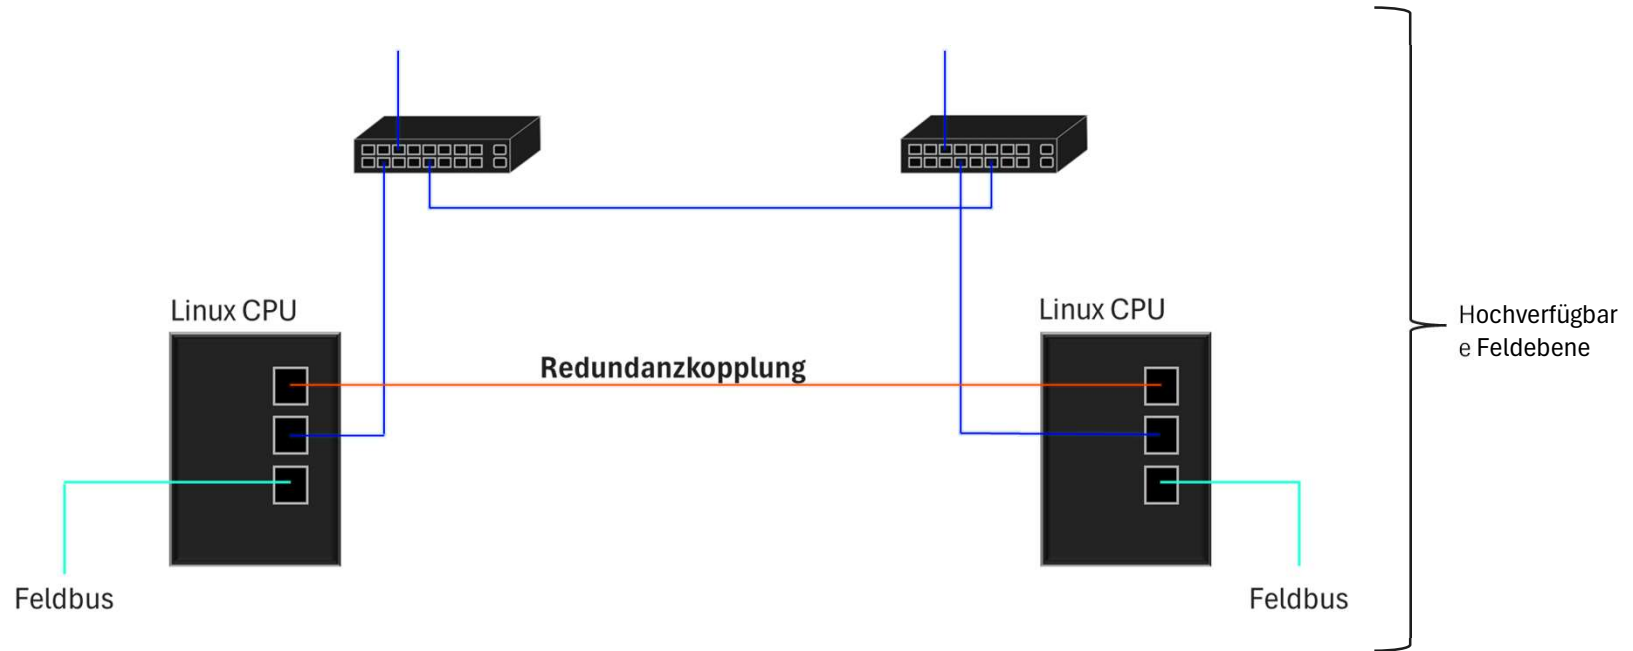 Linux CPU
Linux CPU
Redundanzkopplung
Hochverfügbar
e Feldebene
Feldbus
Feldbus